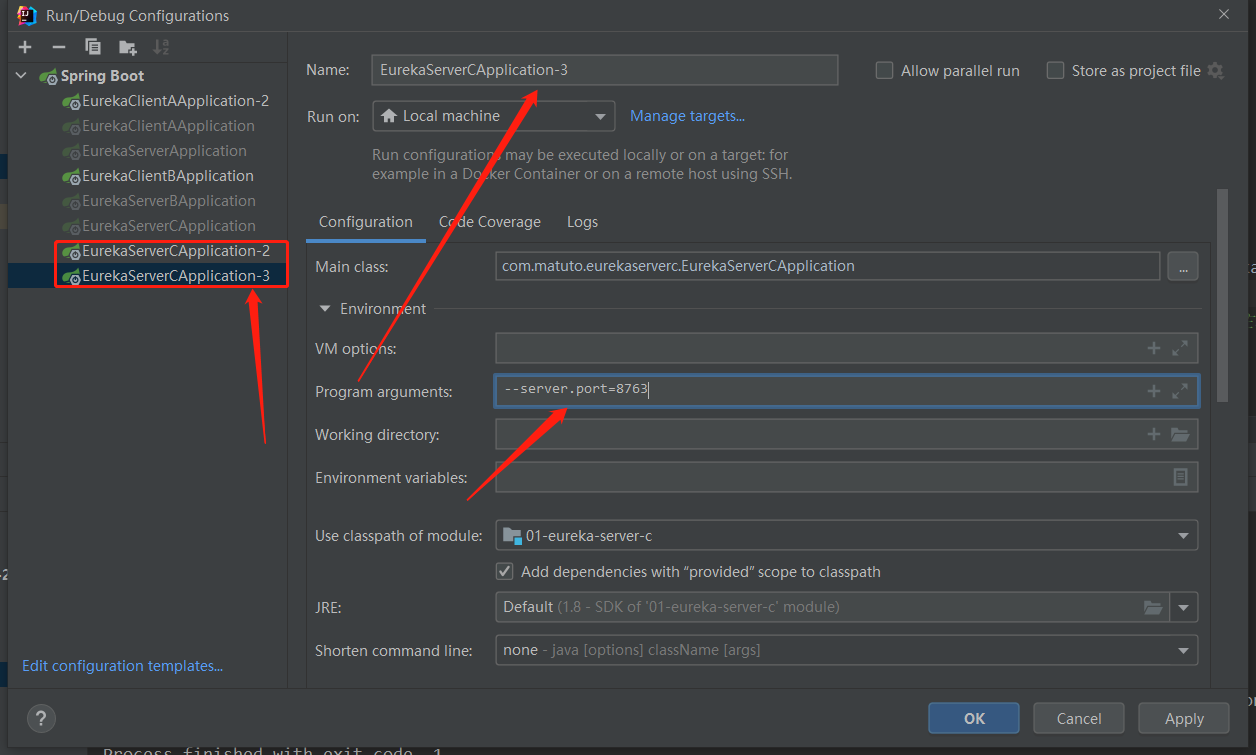 Run/Debug Configurations
Spring Boot
EurekaClientAApplication-2
EurekaClientAApplication
EurekaServerApplication
EurekaClientBApplication
EurekaServerBApplication
EurekaServerCApplication
EurekaServerCApplication-2
EurekaServerCApplication-3
Edit configuration templates...
Name: EurekaServerCApplication-3 Allow parallel run Store as project file
Run on: Local machine Manage targets...
Run configurations may be executed locally or on a target: for
example in a Docker Container or on a remote host using SSH.
Configuration Code Coverage Logs
Main class: com.matuto.eurekaserverc.EurekaServerCApplication ...
Environment
VM options:
Program arguments: --server.port=8763
Working directory:
Environment variables:
Use classpath of module: 01-eureka-server-c
Add dependencies with “provided” scope to classpath
JRE: Default (1.8 - SDK of '01-eureka-server-c' module)
Shorten command line: none - java [options] className [args]
? OK Cancel Apply
Process finished with exit code -1